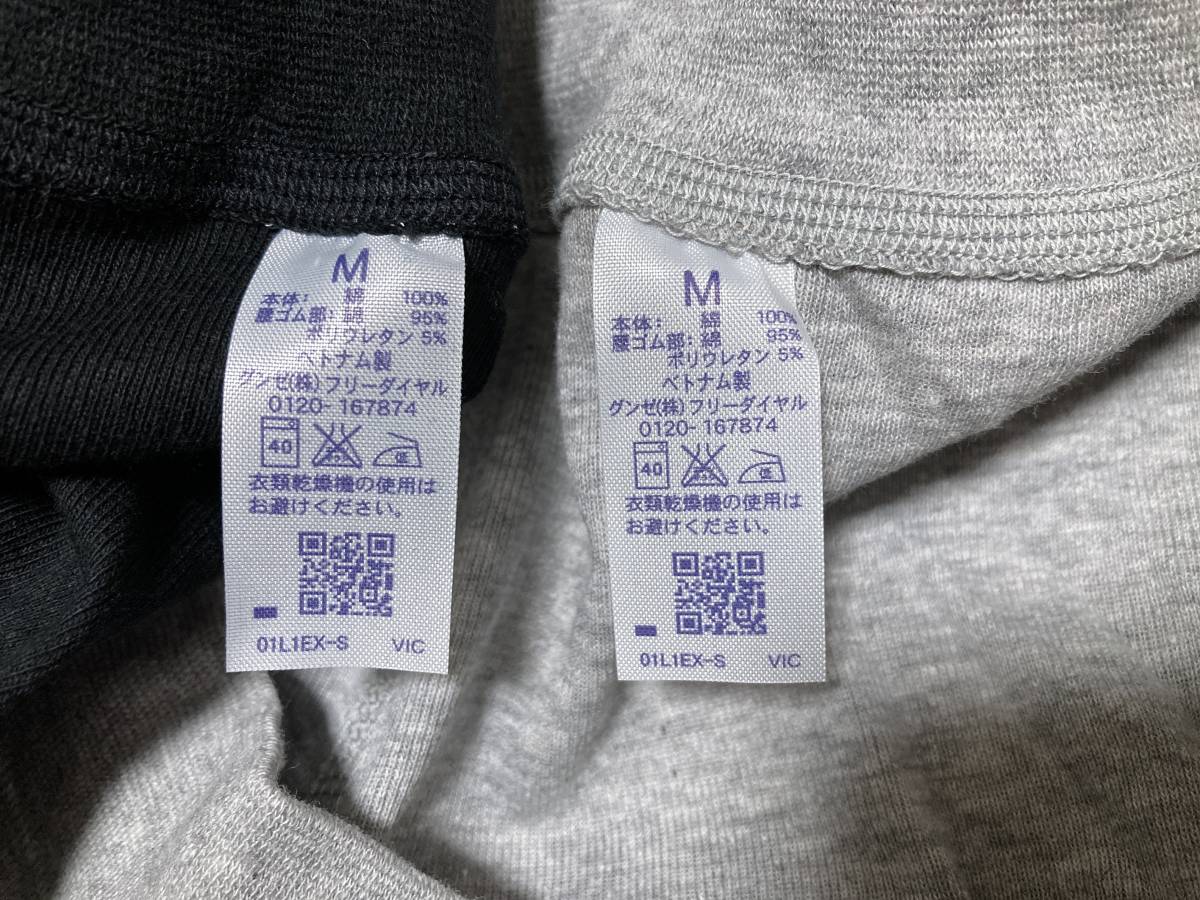 M
本体: 綿 100%
腰ゴム部: 綿 95%
ポリウレタン 5%
ベトナム製
グンゼ(株)フリーダイヤル
0120-167874
40
低
衣類乾燥機の使用は
お避けください。
01L1EX-S VIC
M
本体: 綿 100%
腰ゴム部: 綿 95%
ポリウレタン 5%
ベトナム製
グンゼ(株)フリーダイヤル
0120-167874
40
低
衣類乾燥機の使用は
お避けください。
01L1EX-S VIC